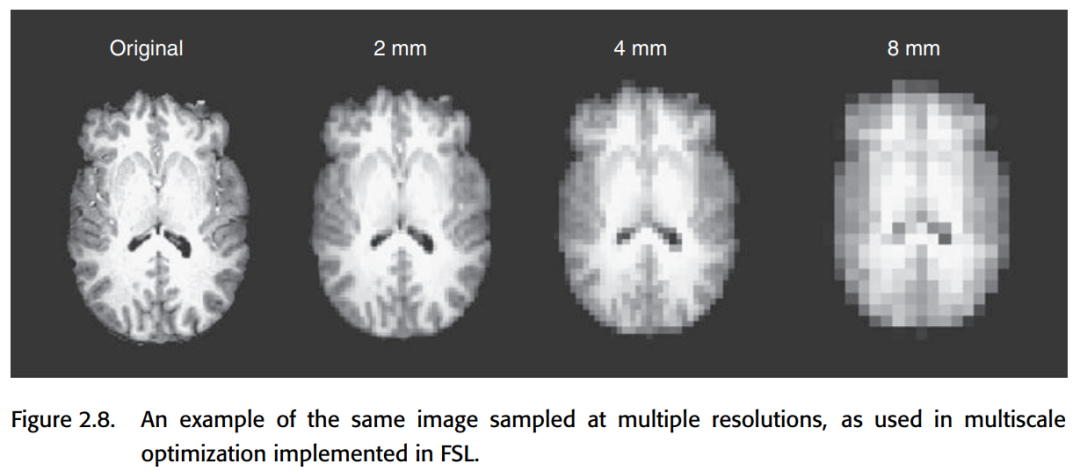 Original 2 mm 4 mm 8 mm
Figure 2.8. An example of the same image sampled at multiple resolutions, as used in multiscale
optimization implemented in FSL.